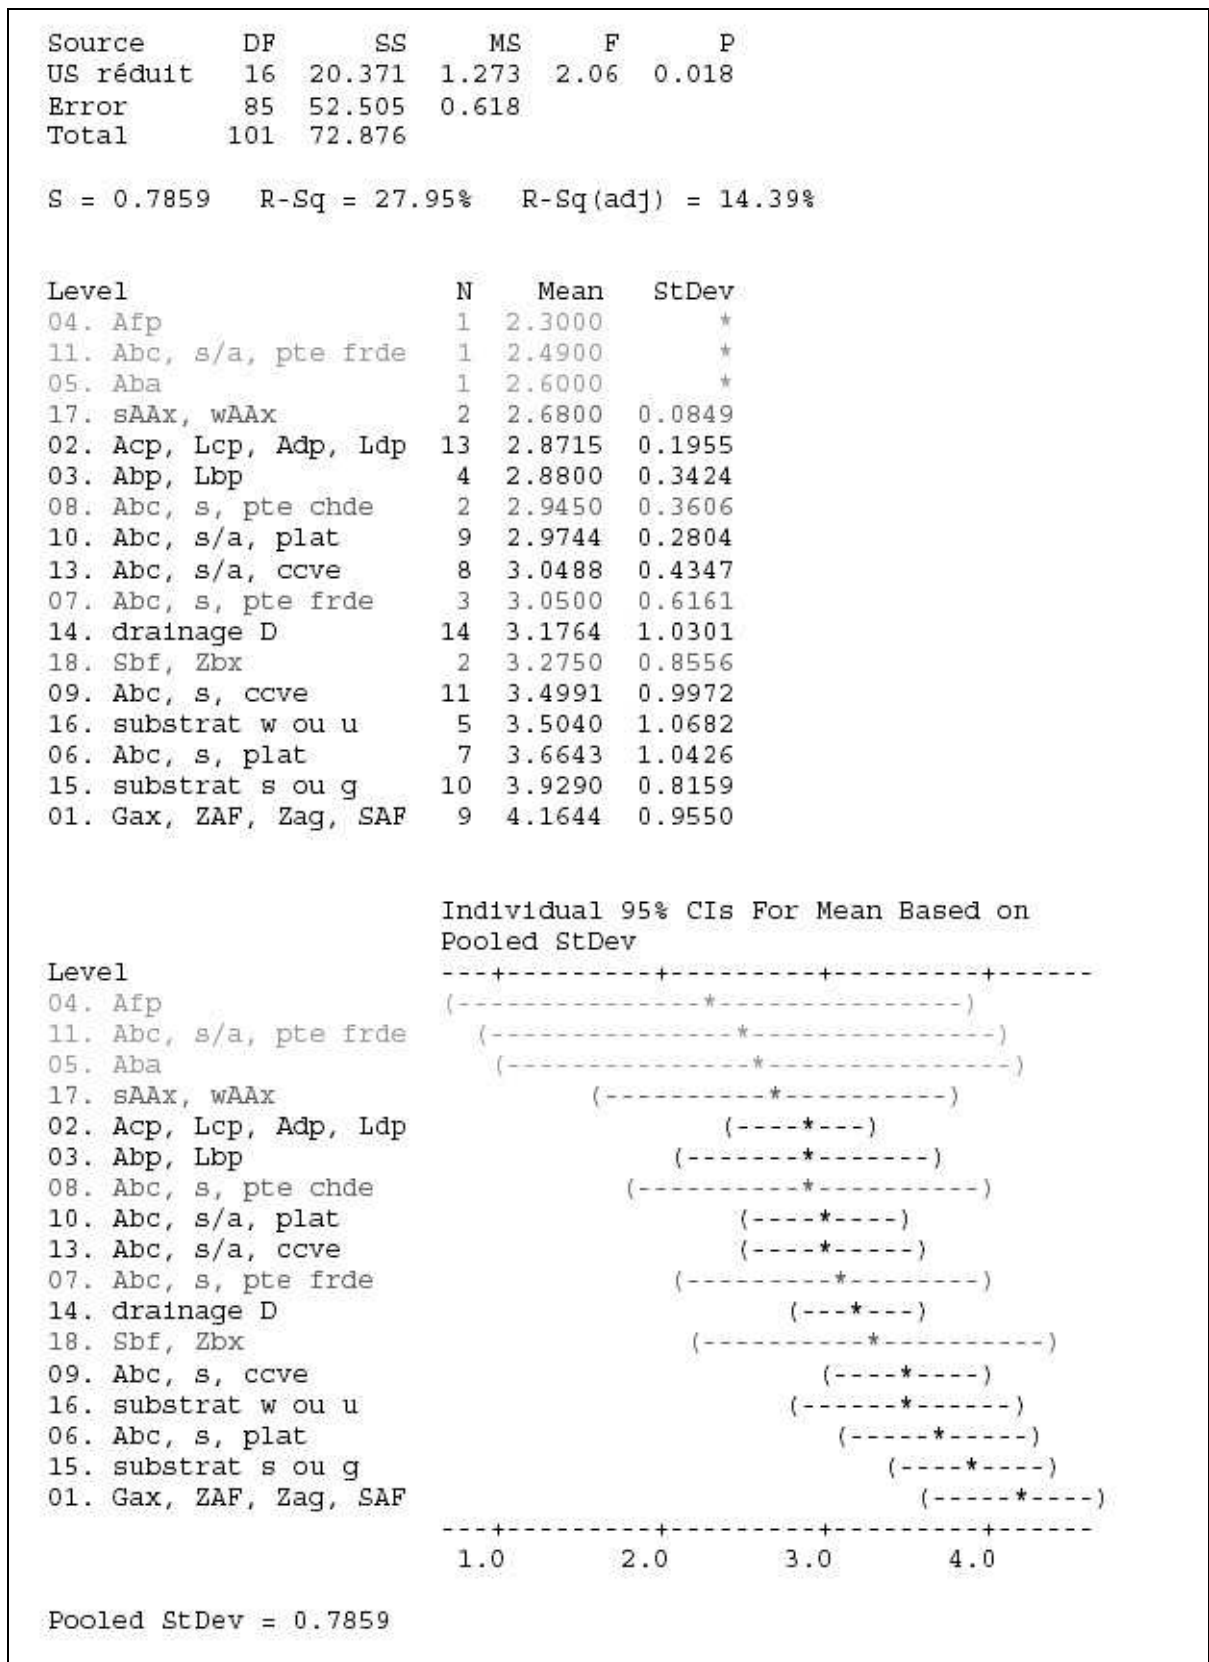 Source DF SS MS F P
US réduit 16 20.371 1.273 2.06 0.018
Error 85 52.505 0.618
Total 101 72.876
S = 0.7859 R-Sq = 27.95% R-Sq(adj) = 14.39%
Level N Mean StDev
04. Afp 1 2.3000 *
11. Abc, s/a, pte frde 1 2.4900 *
05. Aba 1 2.6000 *
17. sAAx, wAAx 2 2.6800 0.0849
02. Acp, Lcp, Adp, Ldp 13 2.8715 0.1955
03. Abp, Lbp 4 2.8800 0.3424
08. Abc, s, pte chde 2 2.9450 0.3606
10. Abc, s/a, plat 9 2.9744 0.2804
13. Abc, s/a, ccve 8 3.0488 0.4347
07. Abc, s, pte frde 3 3.0500 0.6161
14. drainage D 14 3.1764 1.0301
18. Sbf, Zbx 2 3.2750 0.8556
09. Abc, s, ccve 11 3.4991 0.9972
16. substrat w ou u 5 3.5040 1.0682
06. Abc, s, plat 7 3.6643 1.0426
15. substrat s ou g 10 3.9290 0.8159
01. Gax, ZAF, Zag, SAF 9 4.1644 0.9550
Individual 95% CIs For Mean Based on
Pooled StDev
Level ---+---------+---------+---------+------
04. Afp (---------------*---------------)
11. Abc, s/a, pte frde (---------------*---------------)
05. Aba (---------------*---------------)
17. sAAx, wAAx (----------*----------)
02. Acp, Lcp, Adp, Ldp (----*---)
03. Abp, Lbp (-------*-------)
08. Abc, s, pte chde (----------*----------)
10. Abc, s/a, plat (----*----)
13. Abc, s/a, ccve (----*-----)
07. Abc, s, pte frde (---------*--------)
14. drainage D (---*---)
18. Sbf, Zbx (----------*----------)
09. Abc, s, ccve (----*----)
16. substrat w ou u (------*------)
06. Abc, s, plat (-----*-----)
15. substrat s ou g (----*----)
01. Gax, ZAF, Zag, SAF (-----*----)
---+---------+---------+---------+------
1.0 2.0 3.0 4.0
Pooled StDev = 0.7859